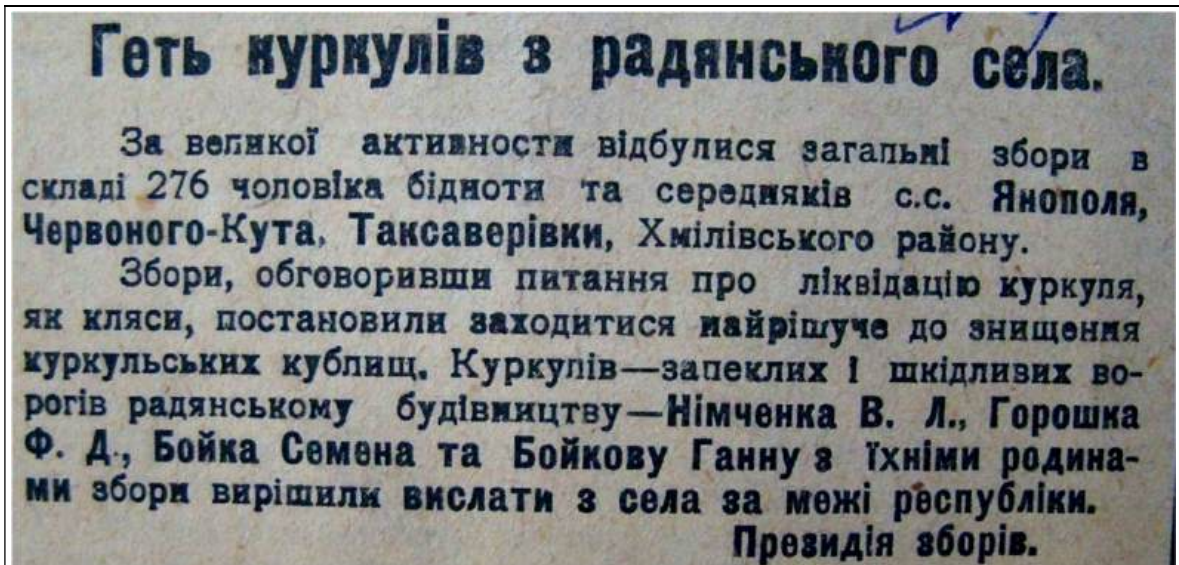 Геть куркулів з радянського села.
За великої активности відбулися загальні збори в
складі 276 чоловіка бідноти та середняків с.с. Янополя,
Червоного-Кута, Таксаверівки, Хмілівського району.
Збори, обговоривши питання про ліквідацію куркуля,
як кляси, постановили заходитися найрішуче до знищення
куркульських кублищ. Куркулів—запеклих і шкідливих во-
рогів радянському будівництву—Німченка В. Л., Горошка
Ф. Д., Бойка Семена та Бойкову Ганну з їхніми родина-
ми збори вирішили вислати з села за межі республіки.
Президія зборів.